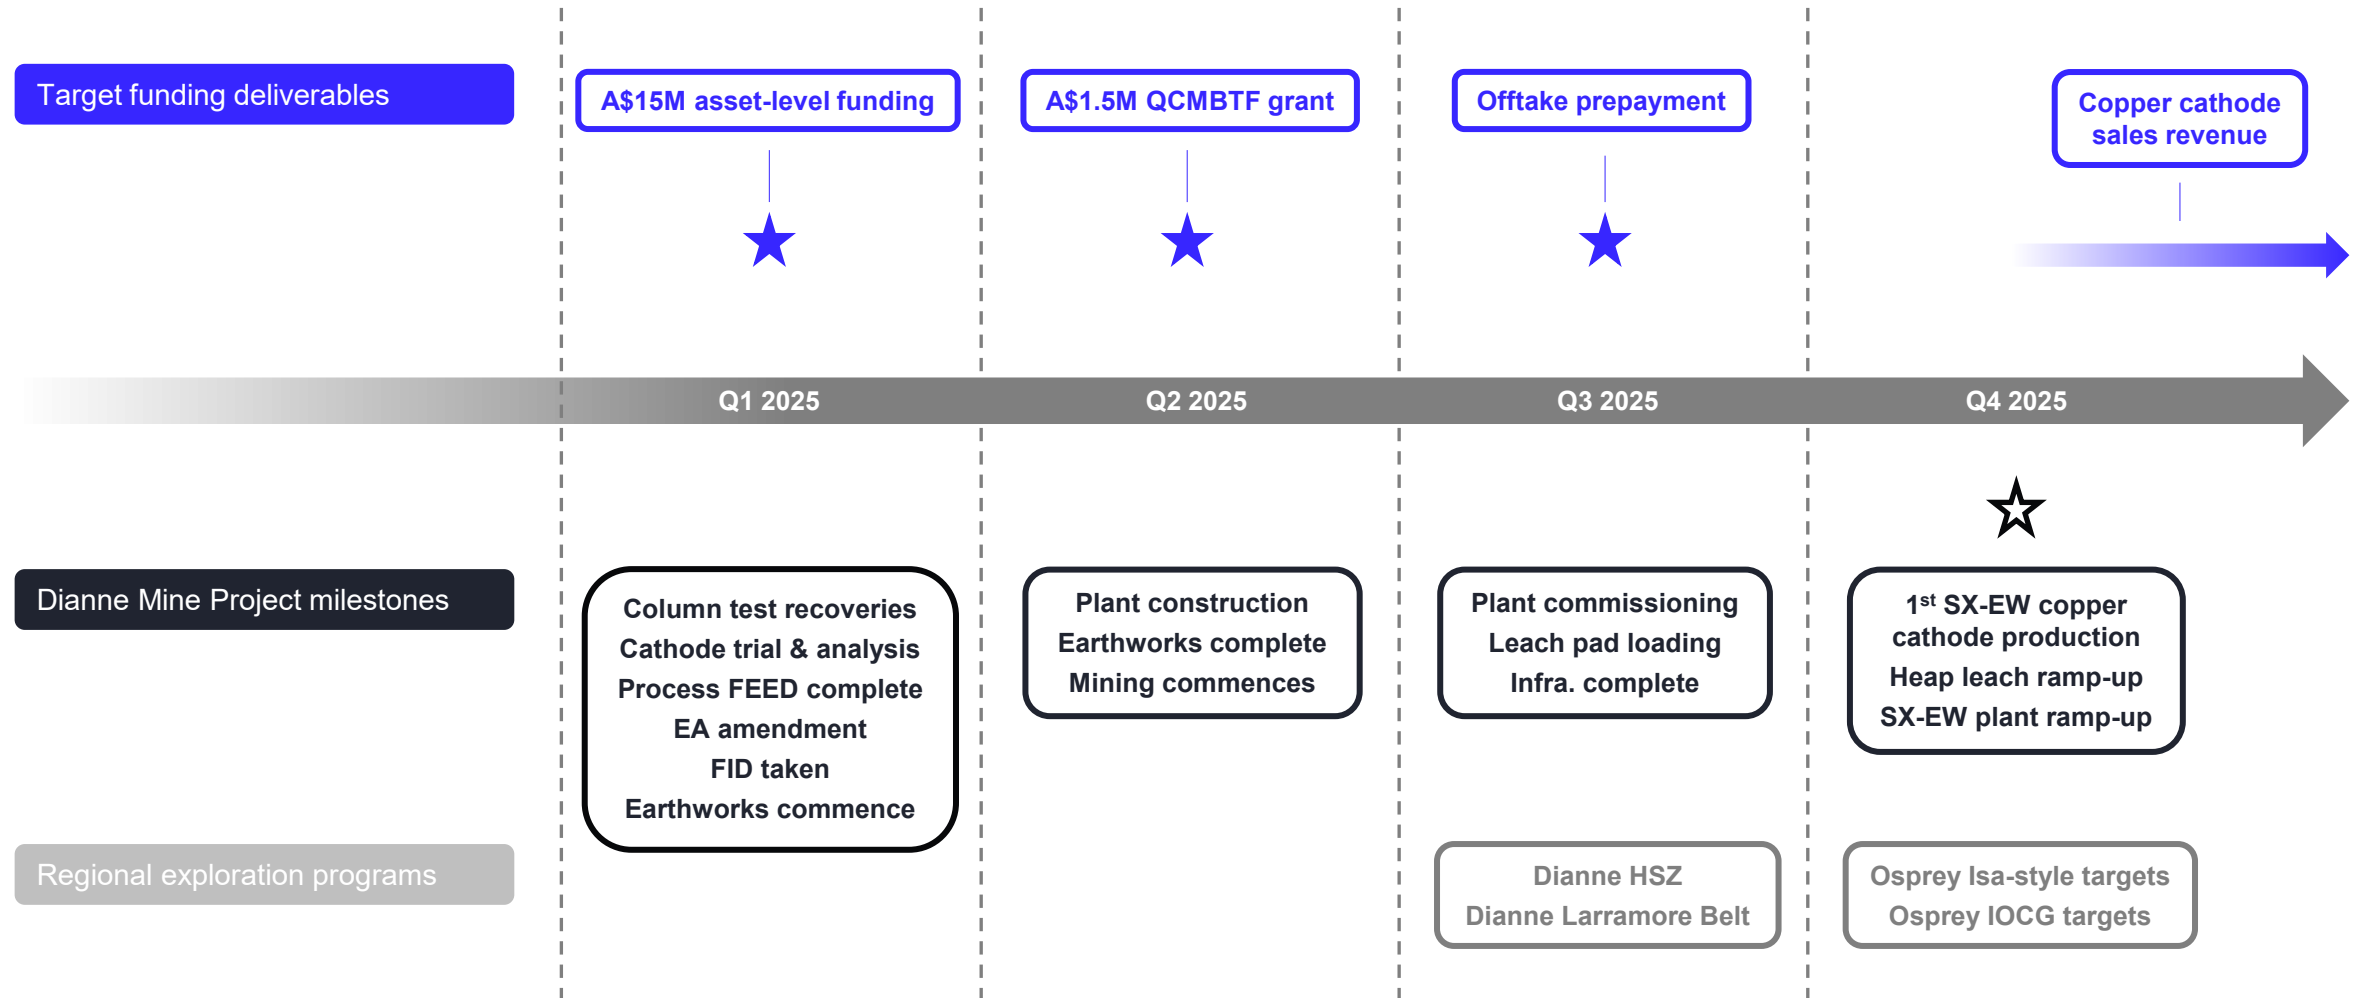 Target funding deliverables
A$15M asset-level funding
A$1.5M QCMBTF grant
Offtake prepayment
Copper cathode
sales revenue
Q1 2025
Q2 2025
Q3 2025
Q4 2025
Dianne Mine Project milestones
Column test recoveries
Cathode trial & analysis
Process FEED complete
EA amendment
FID taken
Earthworks commence
Plant construction
Earthworks complete
Mining commences
Plant commissioning
Leach pad loading
Infra. complete
1st SX-EW copper
cathode production
Heap leach ramp-up
SX-EW plant ramp-up
Regional exploration programs
Dianne HSZ
Dianne Larramore Belt
Osprey Isa-style targets
Osprey IOCG targets